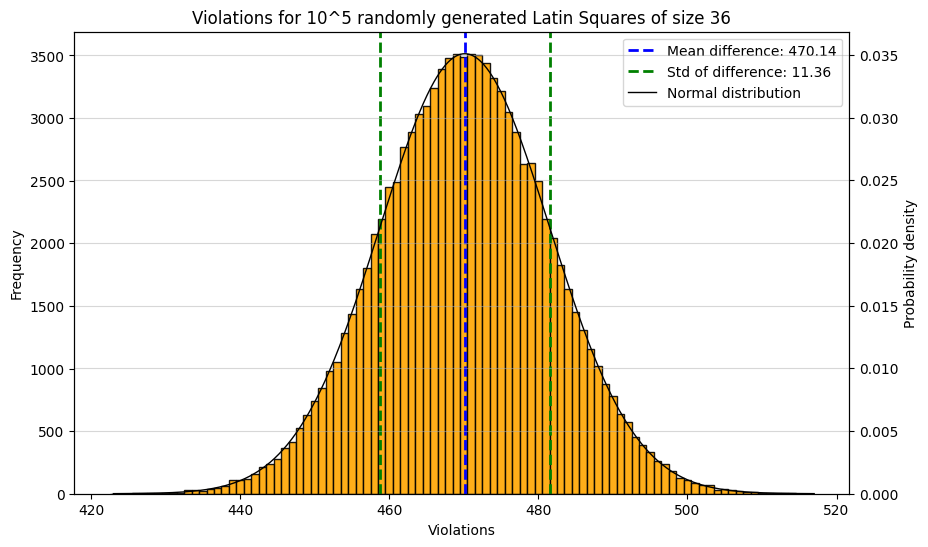 Violations for 10^5 randomly generated Latin Squares of size 36
Mean difference: 470.14
Std of difference: 11.36
Normal distribution
Frequency
3500
3000
2500
2000
1500
1000
500
0
0.035
0.030
0.025
0.020
0.015
0.010
0.005
0.000
Probability density
420 440 460 480 500 520
Violations